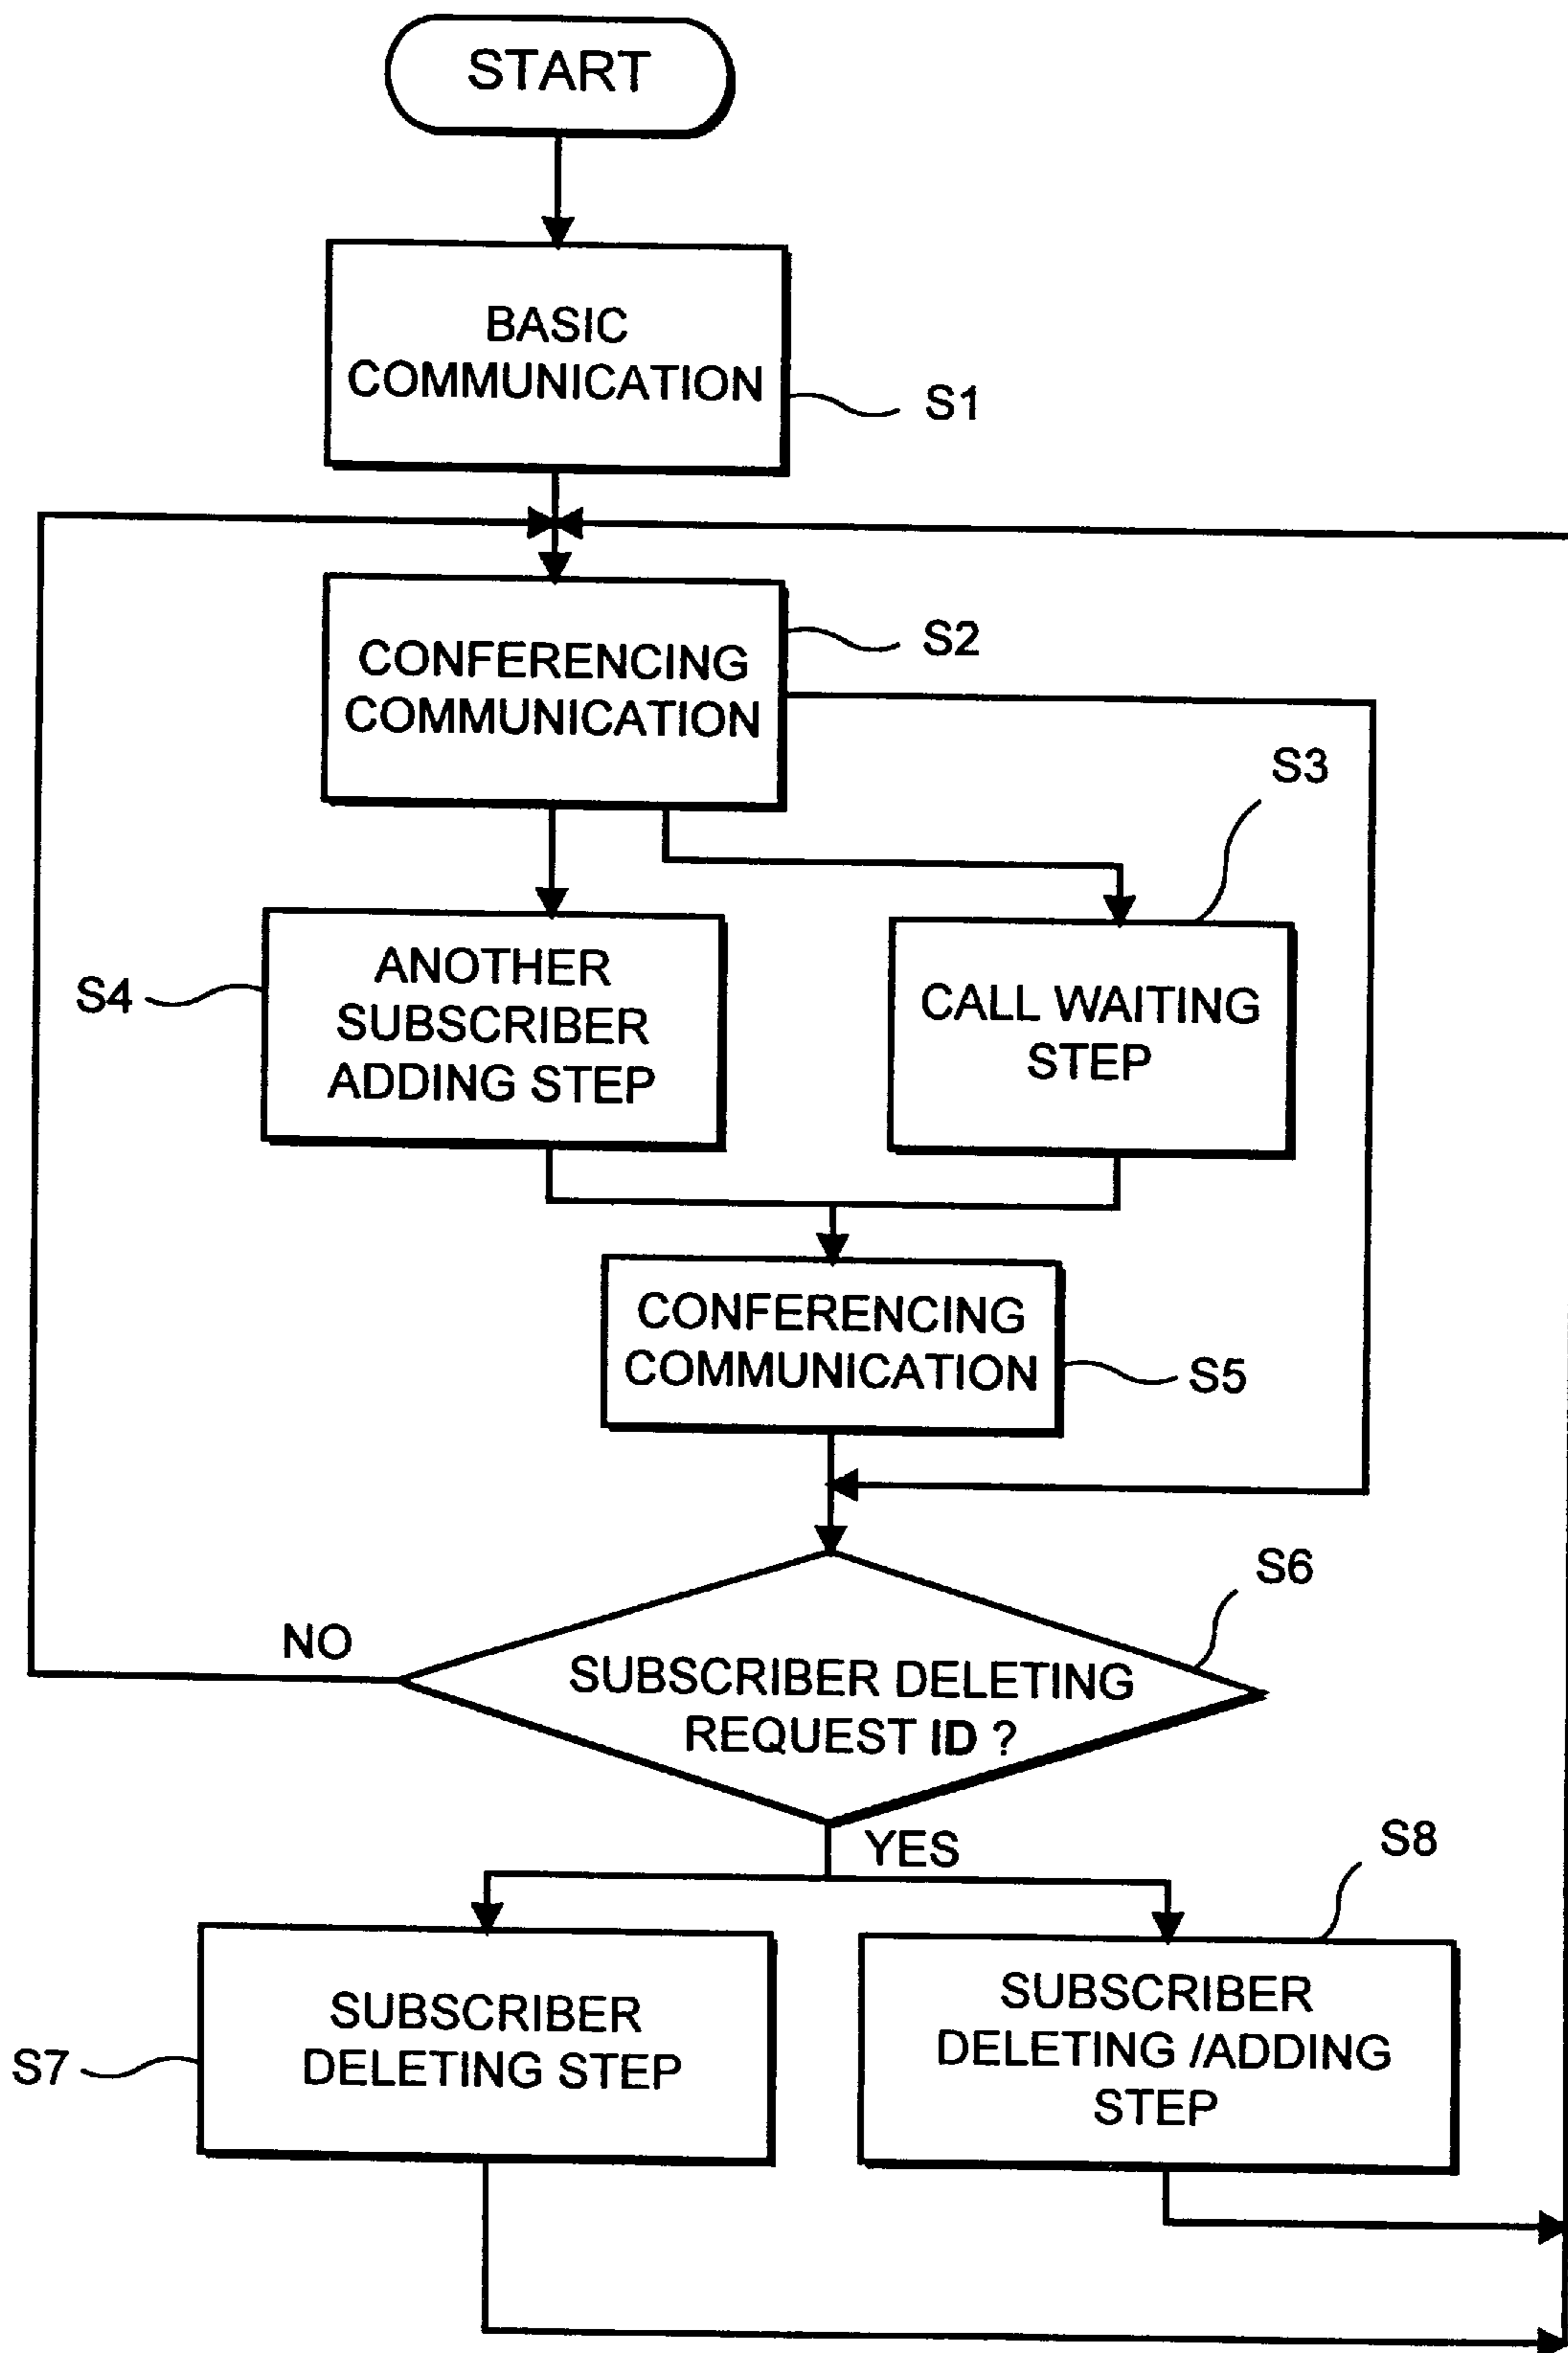 START
BASIC
COMMUNICATION
S1
CONFERENCING
COMMUNICATION
S2
S3
S4
ANOTHER
SUBSCRIBER
ADDING STEP
CALL WAITING
STEP
CONFERENCING
COMMUNICATION
S5
S6
NO
SUBSCRIBER DELETING
REQUEST ID ?
YES
S8
S7
SUBSCRIBER
DELETING STEP
SUBSCRIBER
DELETING /ADDING
STEP